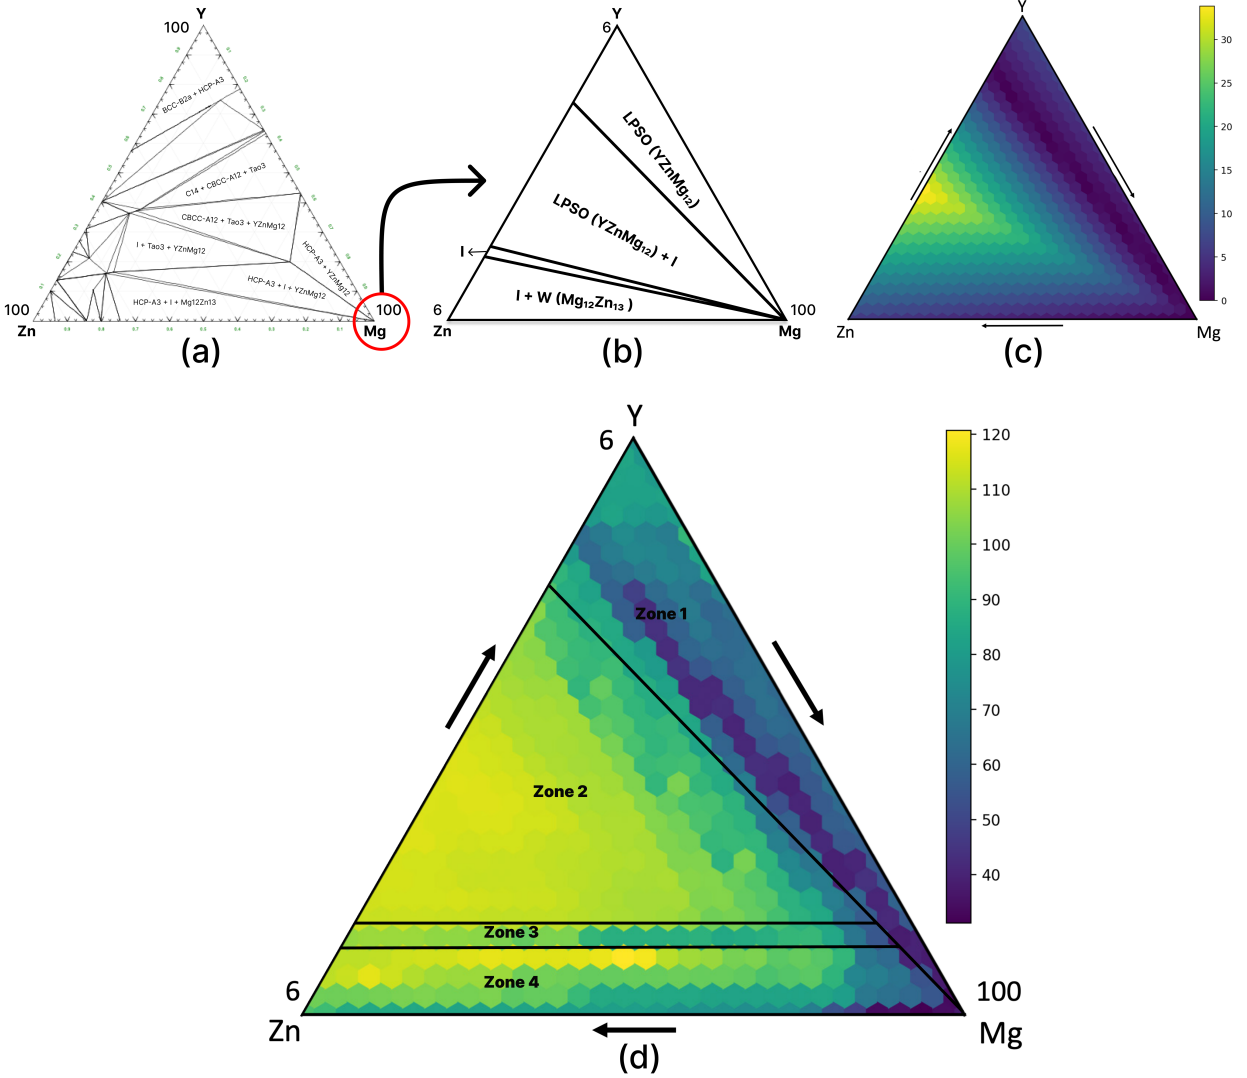 Y
100
BCC-B2a + HCP-A3
C14 + CBCC-A12 + Tao3
CBCC-A12 + Tao3 + YZnMg12
I + Tao3 + YZnMg12
HCP-A3 + YZnMg12
HCP-A3 + I + YZnMg12
HCP-A3 + I + Mg12Zn13
100
Zn
100
Mg
(a)
Y
6
LPSO (YZnMg₁₂)
LPSO (YZnMg₁₂) + I
I
I + W (Mg₁₂Zn₁₃ )
6
Zn
100
Mg
(b)
Y
Zn
Mg
30
25
20
15
10
5
0
(c)
Y
6
Zone 1
Zone 2
Zone 3
Zone 4
6
Zn
100
Mg
120
110
100
90
80
70
60
50
40
(d)